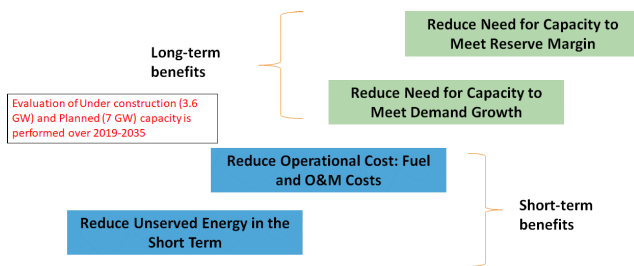 Reduce Need for Capacity to
Meet Reserve Margin
Long-term
benefits
Reduce Need for Capacity to
Meet Demand Growth
Evaluation of Under construction (3.6
GW) and Planned (7 GW) capacity is
performed over 2019-2035
Reduce Operational Cost: Fuel
and O&M Costs
Short-term
benefits
Reduce Unserved Energy in the
Short Term